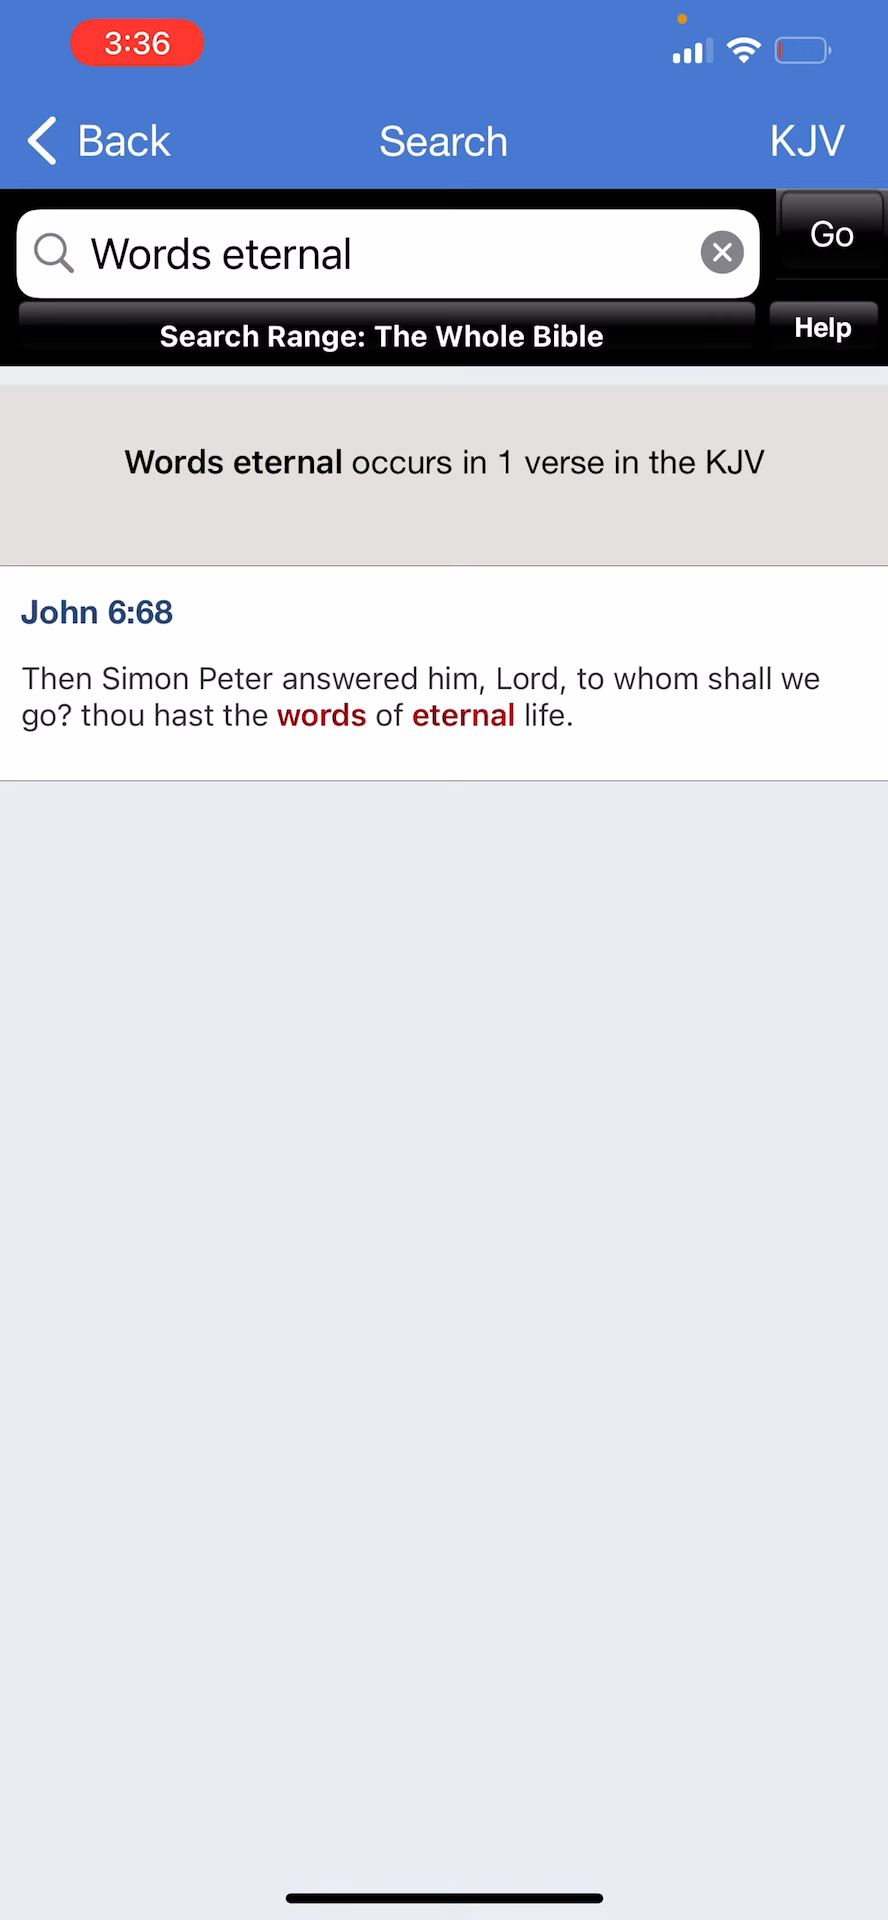 3:36
Back Search KJV
Words eternal Go
Search Range: The Whole Bible Help
Words eternal occurs in 1 verse in the KJV
John 6:68
Then Simon Peter answered him, Lord, to whom shall we
go? thou hast the words of eternal life.